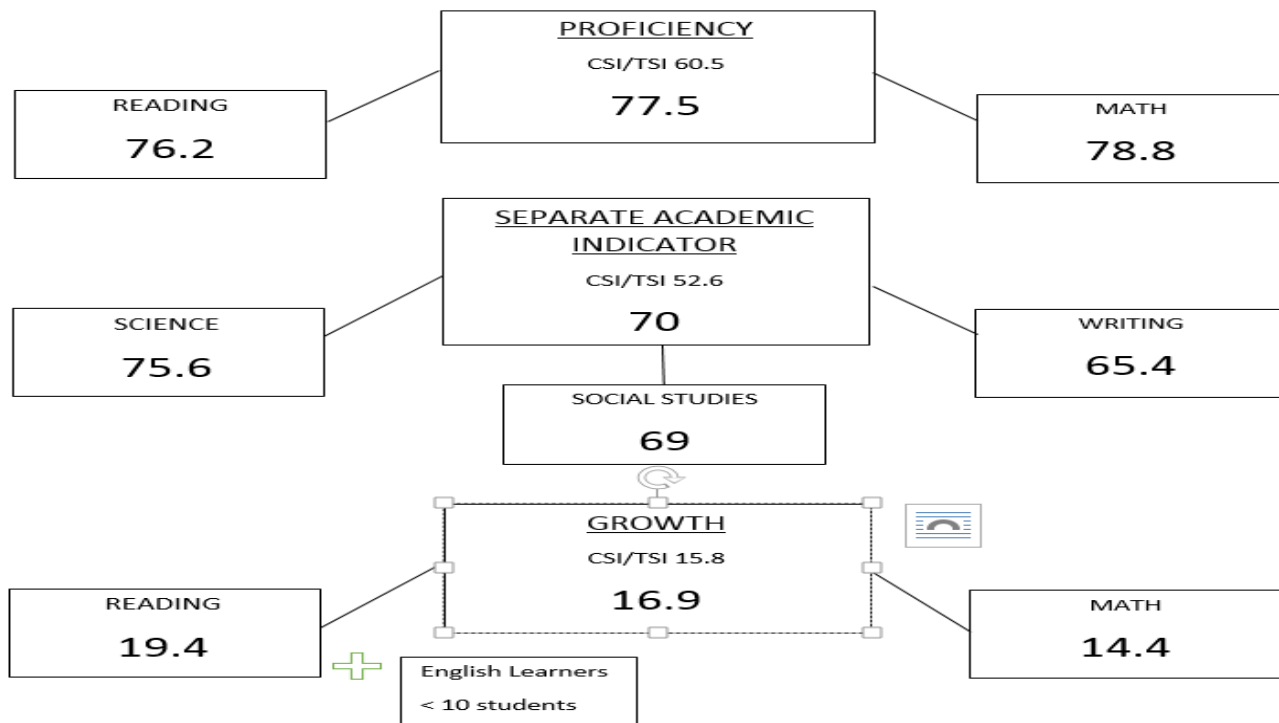 PROFICIENCY
CSI/TSI 60.5
77.5
READING
76.2
MATH
78.8
SEPARATE ACADEMIC
INDICATOR
CSI/TSI 52.6
70
SCIENCE
75.6
WRITING
65.4
SOCIAL STUDIES
69
GROWTH
CSI/TSI 15.8
16.9
READING
19.4
MATH
14.4
English Learners
< 10 students